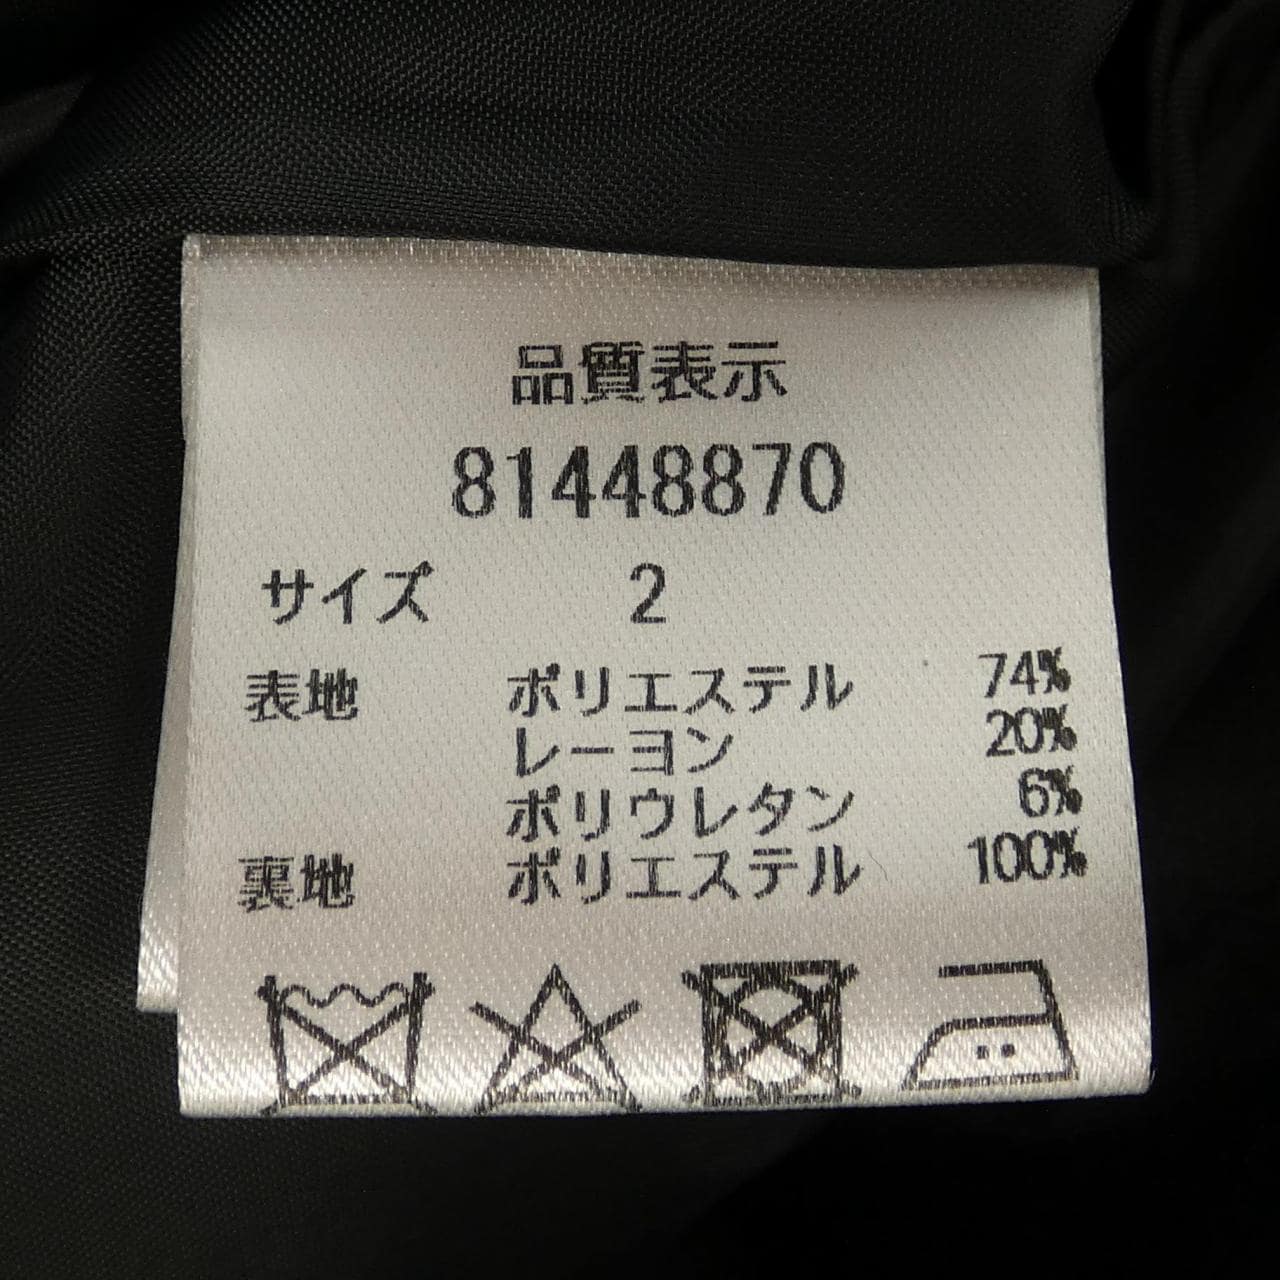 品質表示
81448870
サイズ 2
表地 ポリエステル 74%
レーヨン 20%
ポリウレタン 6%
裏地 ポリエステル 100%